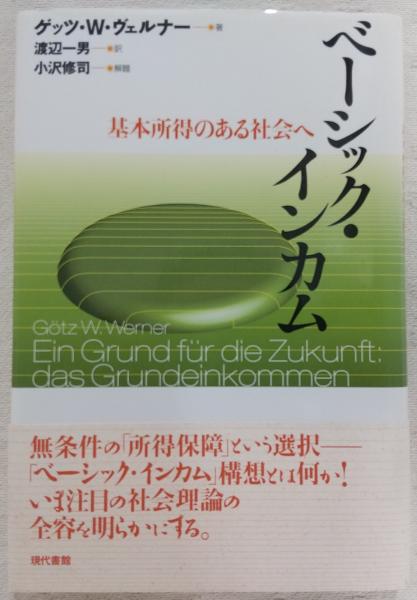 ゲッツ・W・ヴェルナー──●著
渡辺一男──●訳
小沢修司──●解題
ベーシック・インカム
基本所得のある社会へ
Götz W. Werner
Ein Grund für die Zukunft:
das Grundeinkommen
無条件の「所得保障」という選択──
「ベーシック・インカム」構想とは何か!
いま注目の社会理論の
全容を明らかにする。
現代書館